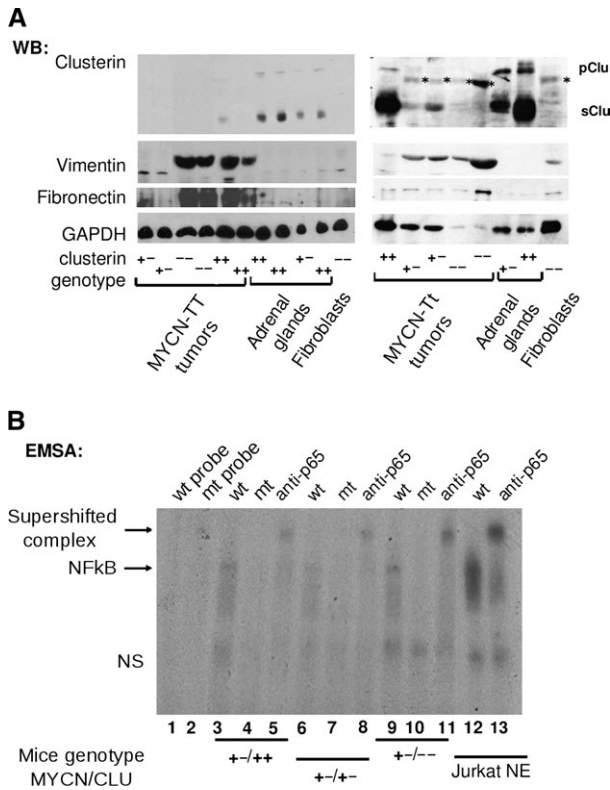 A
WB:
Clusterin
pClu
* * * * *
sClu
Vimentin
Fibronectin
GAPDH
clusterin +- -- ++ ++ +- --
+- -- ++ ++ ++
genotype
++ +- -- ++
+- -- +- --
MYCN-TT tumors
Adrenal glands
Fibroblasts
MYCN-Tt tumors
Adrenal glands
Fibroblasts
B
EMSA:
wt probe
mt probe
wt
mt
anti-p65
wt
mt
anti-p65
wt
mt
anti-p65
wt
anti-p65
Supershifted complex
NFkB
NS
1 2 3 4 5 6 7 8 9 10 11 12 13
Mice genotype +-/++ +-/-- Jurkat NE
MYCN/CLU +-/+-